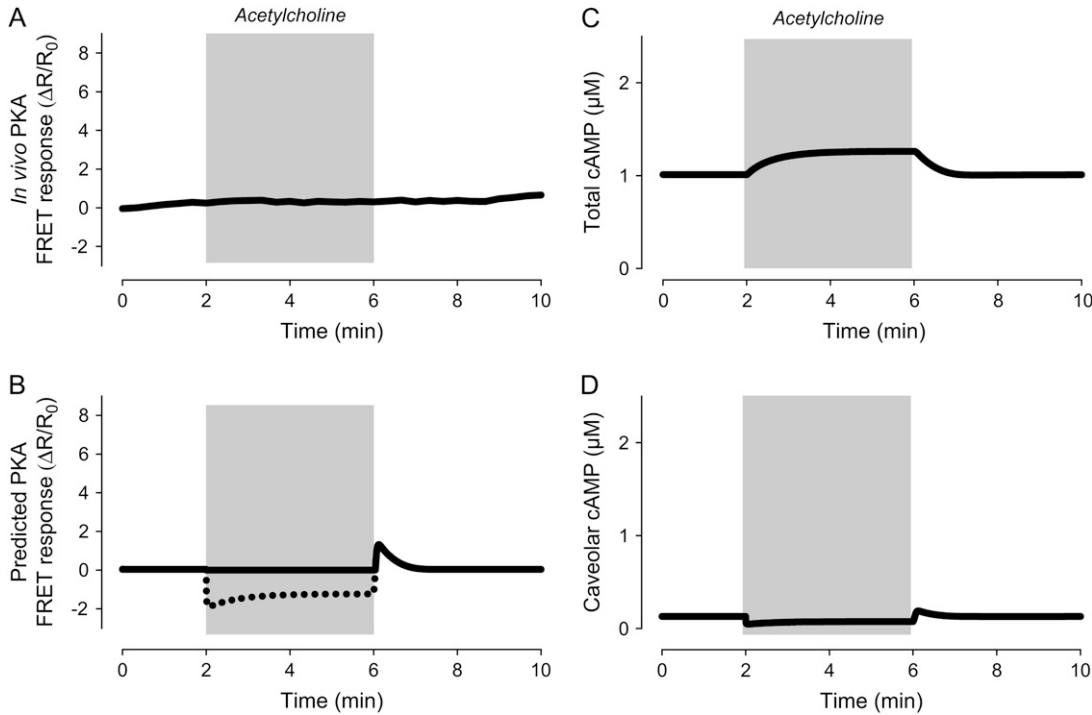 A
Acetylcholine
In vivo PKA
FRET response (ΔR/R0)
8
6
4
2
0
-2
0 2 4 6 8 10
Time (min)
B
Predicted PKA
FRET response (ΔR/R0)
8
6
4
2
0
-2
0 2 4 6 8 10
Time (min)
C
Acetylcholine
Total cAMP (μM)
2
1
0
0 2 4 6 8 10
Time (min)
D
Caveolar cAMP (μM)
2
1
0
0 2 4 6 8 10
Time (min)